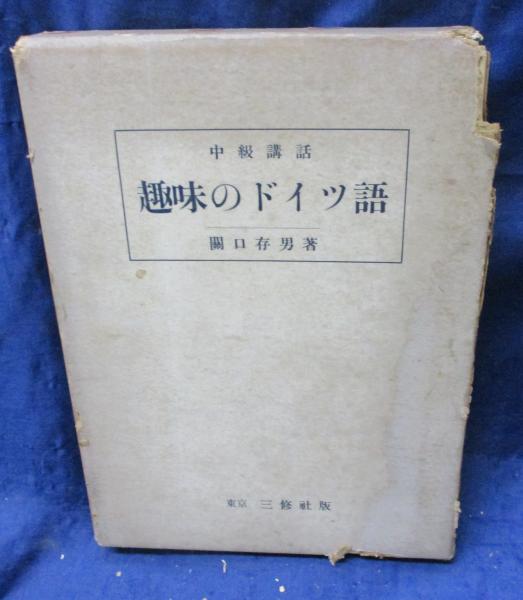 中級講話
趣味のドイツ語
關口存男著
東京 三修社版